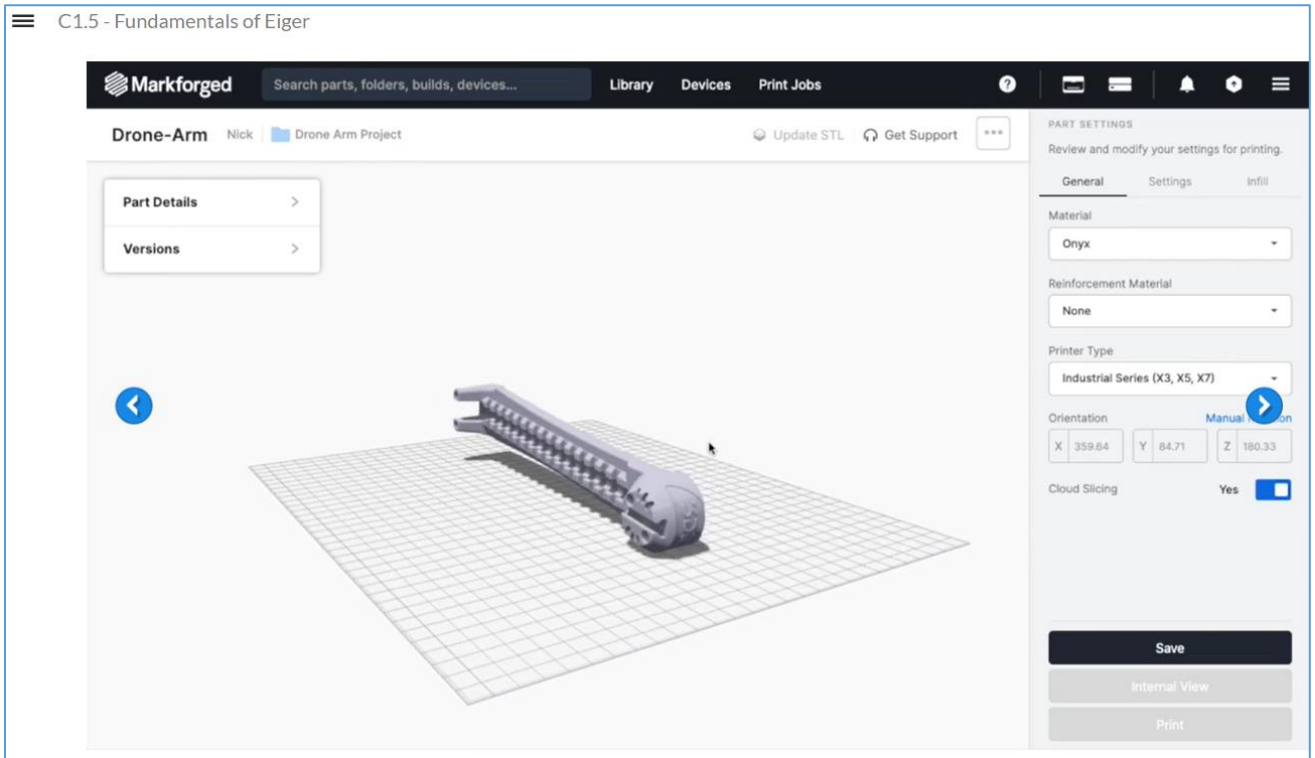 C1.5 - Fundamentals of Eiger
Markforged
Search parts, folders, builds, devices...
Library Devices Print Jobs
Drone-Arm Nick Drone Arm Project
Update STL Get Support
Part Details
Versions
PART SETTINGS
Review and modify your settings for printing.
General Settings Infill
Material
Onyx
Reinforcement Material
None
Printer Type
Industrial Series (X3, X5, X7)
Orientation Manual
X 359.64 Y 84.71 Z 180.33
Cloud Slicing Yes
Save
Internal View
Print